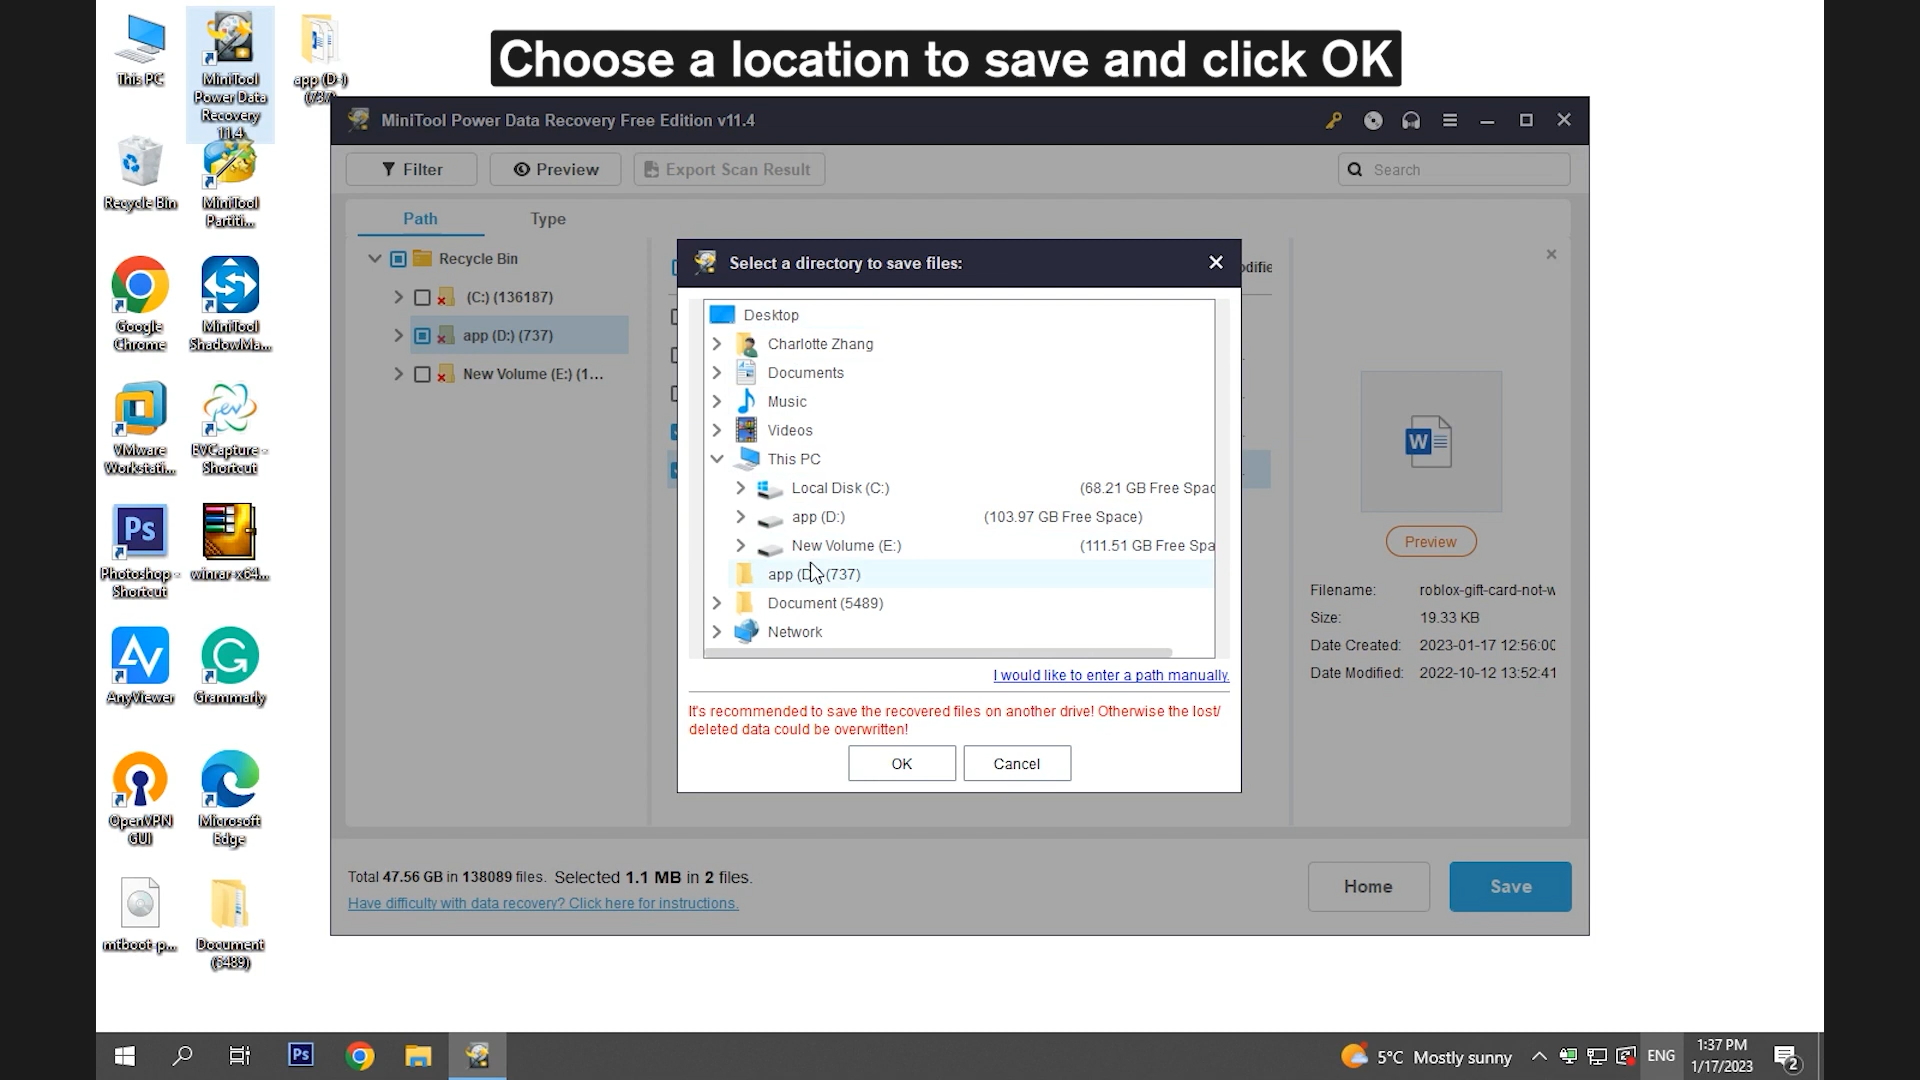 Choose a location to save and click OK
This PC
MiniTool
Power Data
Recovery
11.4
app (D:)
(737)
Recycle Bin
MiniTool
Partiti...
Google
Chrome
MiniTool
ShadowMa...
VMware
Workstati...
EVCapture -
Shortcut
Photoshop -
Shortcut
winrar-x64...
AnyViewer
Grammarly
OpenVPN
GUI
Microsoft
Edge
mtboot-p...
Document
(5489)
MiniTool Power Data Recovery Free Edition v11.4
Filter
Preview
Export Scan Result
Search
Path
Type
Recycle Bin
(C:) (136187)
app (D:) (737)
New Volume (E:) (1...
Select a directory to save files:
Desktop
Charlotte Zhang
Documents
Music
Videos
This PC
Local Disk (C:) (68.21 GB Free Spac
app (D:) (103.97 GB Free Space)
New Volume (E:) (111.51 GB Free Spa
app (D (737)
Document (5489)
Network
I would like to enter a path manually.
It's recommended to save the recovered files on another drive! Otherwise the lost/
deleted data could be overwritten!
OK
Cancel
W
Preview
Filename: roblox-gift-card-not-w
Size: 19.33 KB
Date Created: 2023-01-17 12:56:00
Date Modified: 2022-10-12 13:52:41
Total 47.56 GB in 138089 files. Selected 1.1 MB in 2 files.
Have difficulty with data recovery? Click here for instructions.
Home
Save
Ps
Ps
5°C Mostly sunny
ENG
1:37 PM
1/17/2023
2